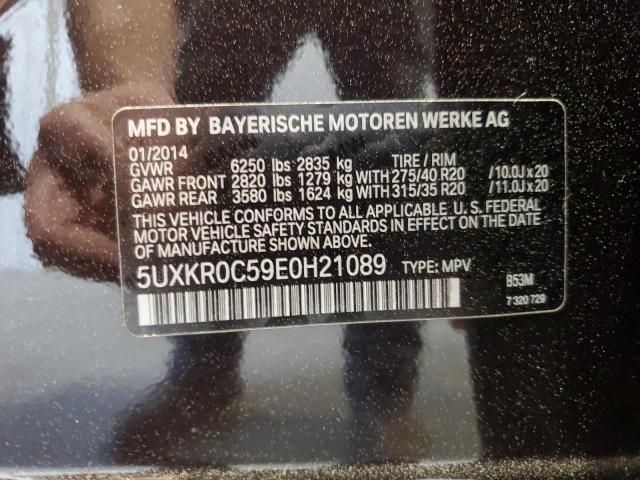 MFD BY BAYERISCHE MOTOREN WERKE AG
01/2014
GVWR 6250 lbs 2835 kg TIRE / RIM
GAWR FRONT 2820 lbs 1279 kg WITH 275/40 R20 /10.0J x 20
GAWR REAR 3580 lbs 1624 kg WITH 315/35 R20 /11.0J x 20
THIS VEHICLE CONFORMS TO ALL APPLICABLE U. S. FEDERAL
MOTOR VEHICLE SAFETY STANDARDS IN EFFECT ON THE DATE
OF MANUFACTURE SHOWN ABOVE.
5UXKR0C59E0H21089 TYPE: MPV B53M
7 320 729